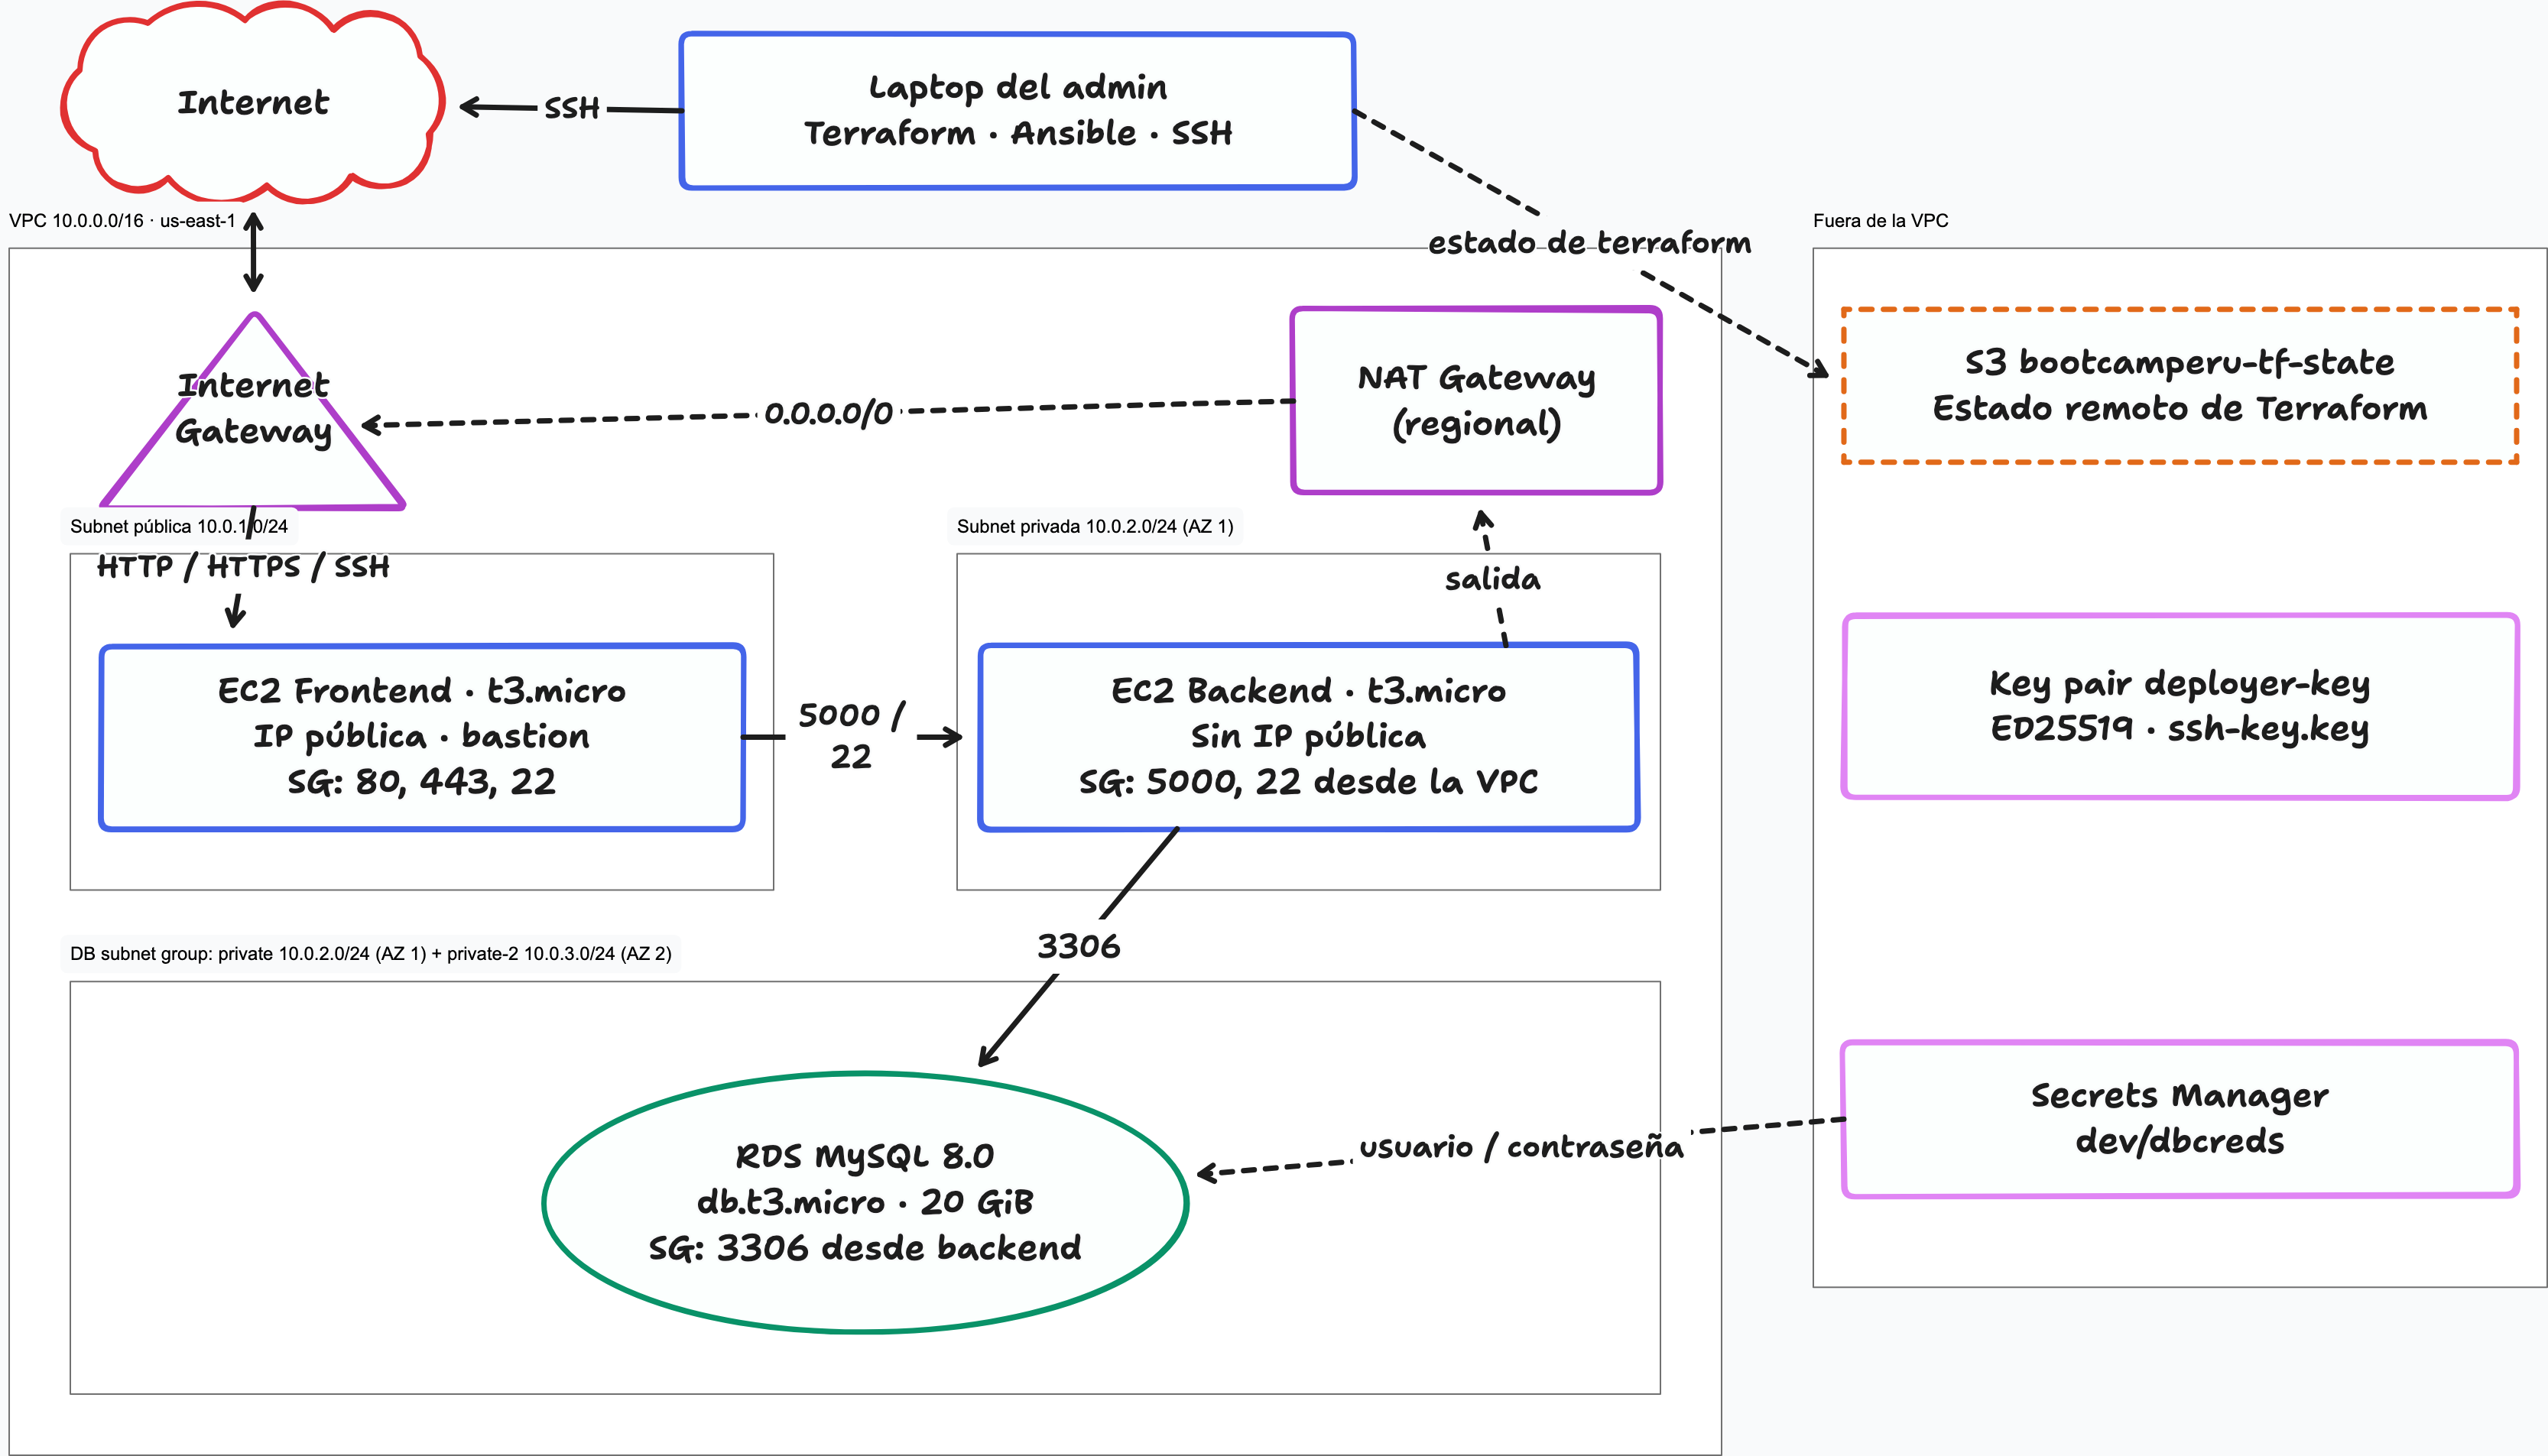 Internet
SSH
Laptop del admin
Terraform · Ansible · SSH
VPC 10.0.0.0/16 · us-east-1
Fuera de la VPC
estado de terraform
Internet
Gateway
0.0.0.0/0
NAT Gateway
(regional)
S3 bootcamperu-tf-state
Estado remoto de Terraform
Subnet pública 10.0.1.0/24
HTTP / HTTPS / SSH
Subnet privada 10.0.2.0/24 (AZ 1)
salida
EC2 Frontend · t3.micro
IP pública · bastion
SG: 80, 443, 22
5000 /
22
EC2 Backend · t3.micro
Sin IP pública
SG: 5000, 22 desde la VPC
Key pair deployer-key
ED25519 · ssh-key.key
3306
DB subnet group: private 10.0.2.0/24 (AZ 1) + private-2 10.0.3.0/24 (AZ 2)
RDS MySQL 8.0
db.t3.micro · 20 GiB
SG: 3306 desde backend
usuario / contraseña
Secrets Manager
dev/dbcreds